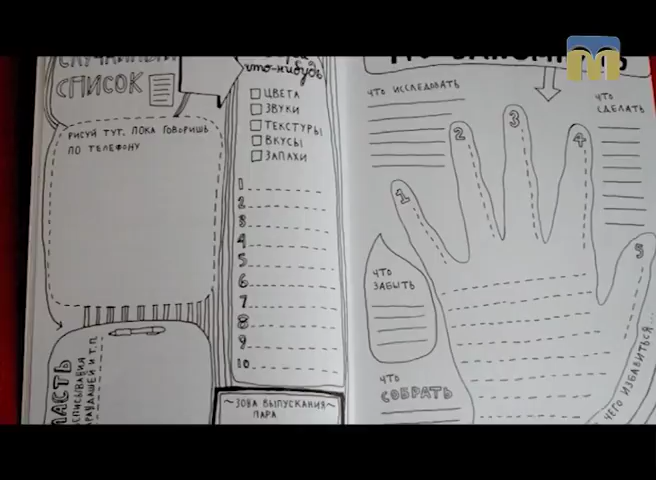 СЛУЧАЙНЫЙ
СПИСОК
РИСУЙ ТУТ, ПОКА ГОВОРИШЬ
ПО ТЕЛЕФОНУ
что-нибудь
ЦВЕТА
ЗВУКИ
ТЕКСТУРЫ
ВКУСЫ
ЗАПАХИ
1
2
3
4
5
6
7
8
9
10
~ЗОНА ВЫПУСКАНИЯ~
ПАРА
ЧТО ИССЛЕДОВАТЬ
ЧТО
СДЕЛАТЬ
1
2
3
4
5
ЧТО
ЗАБЫТЬ
ЧТО
СОБРАТЬ
ЧЕГО ИЗБАВИТЬСЯ...